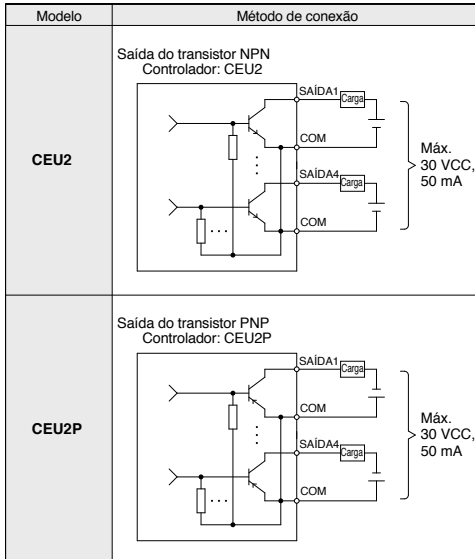 Modelo
Método de conexão
CEU2
Saída do transistor NPN
Controlador: CEU2
SAÍDA1
Carga
COM
SAÍDA4
Carga
COM
Máx.
30 VCC,
50 mA
CEU2P
Saída do transistor PNP
Controlador: CEU2P
SAÍDA1
Carga
COM
SAÍDA4
Carga
COM
Máx.
30 VCC,
50 mA